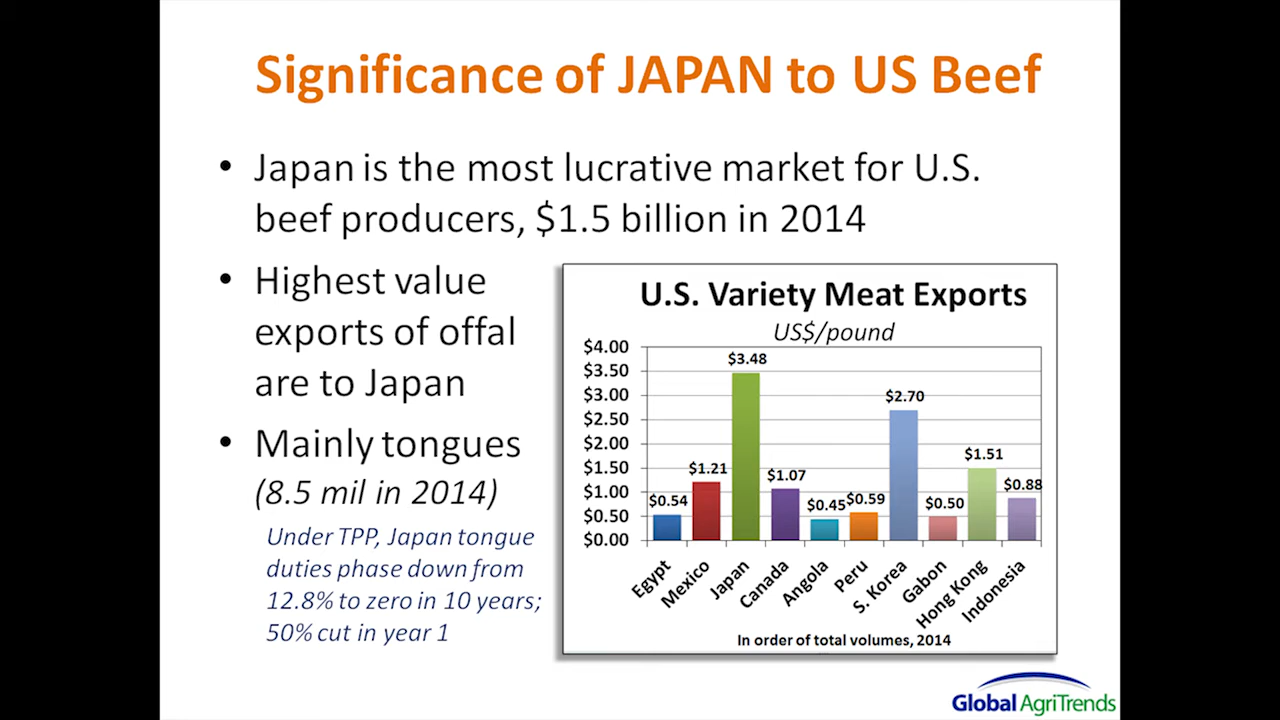 Significance of JAPAN to US Beef
• Japan is the most lucrative market for U.S.
beef producers, $1.5 billion in 2014
• Highest value
exports of offal
are to Japan
• Mainly tongues
(8.5 mil in 2014)
Under TPP, Japan tongue
duties phase down from
12.8% to zero in 10 years;
50% cut in year 1
U.S. Variety Meat Exports
US$/pound
$4.00
$3.50
$3.00
$2.50
$2.00
$1.50
$1.00
$0.50
$0.00
$0.54
$1.21
$3.48
$1.07
$0.45
$0.59
$2.70
$0.50
$1.51
$0.88
Egypt
Mexico
Japan
Canada
Angola
Peru
S. Korea
Gabon
Hong Kong
Indonesia
In order of total volumes, 2014
Global AgriTrends